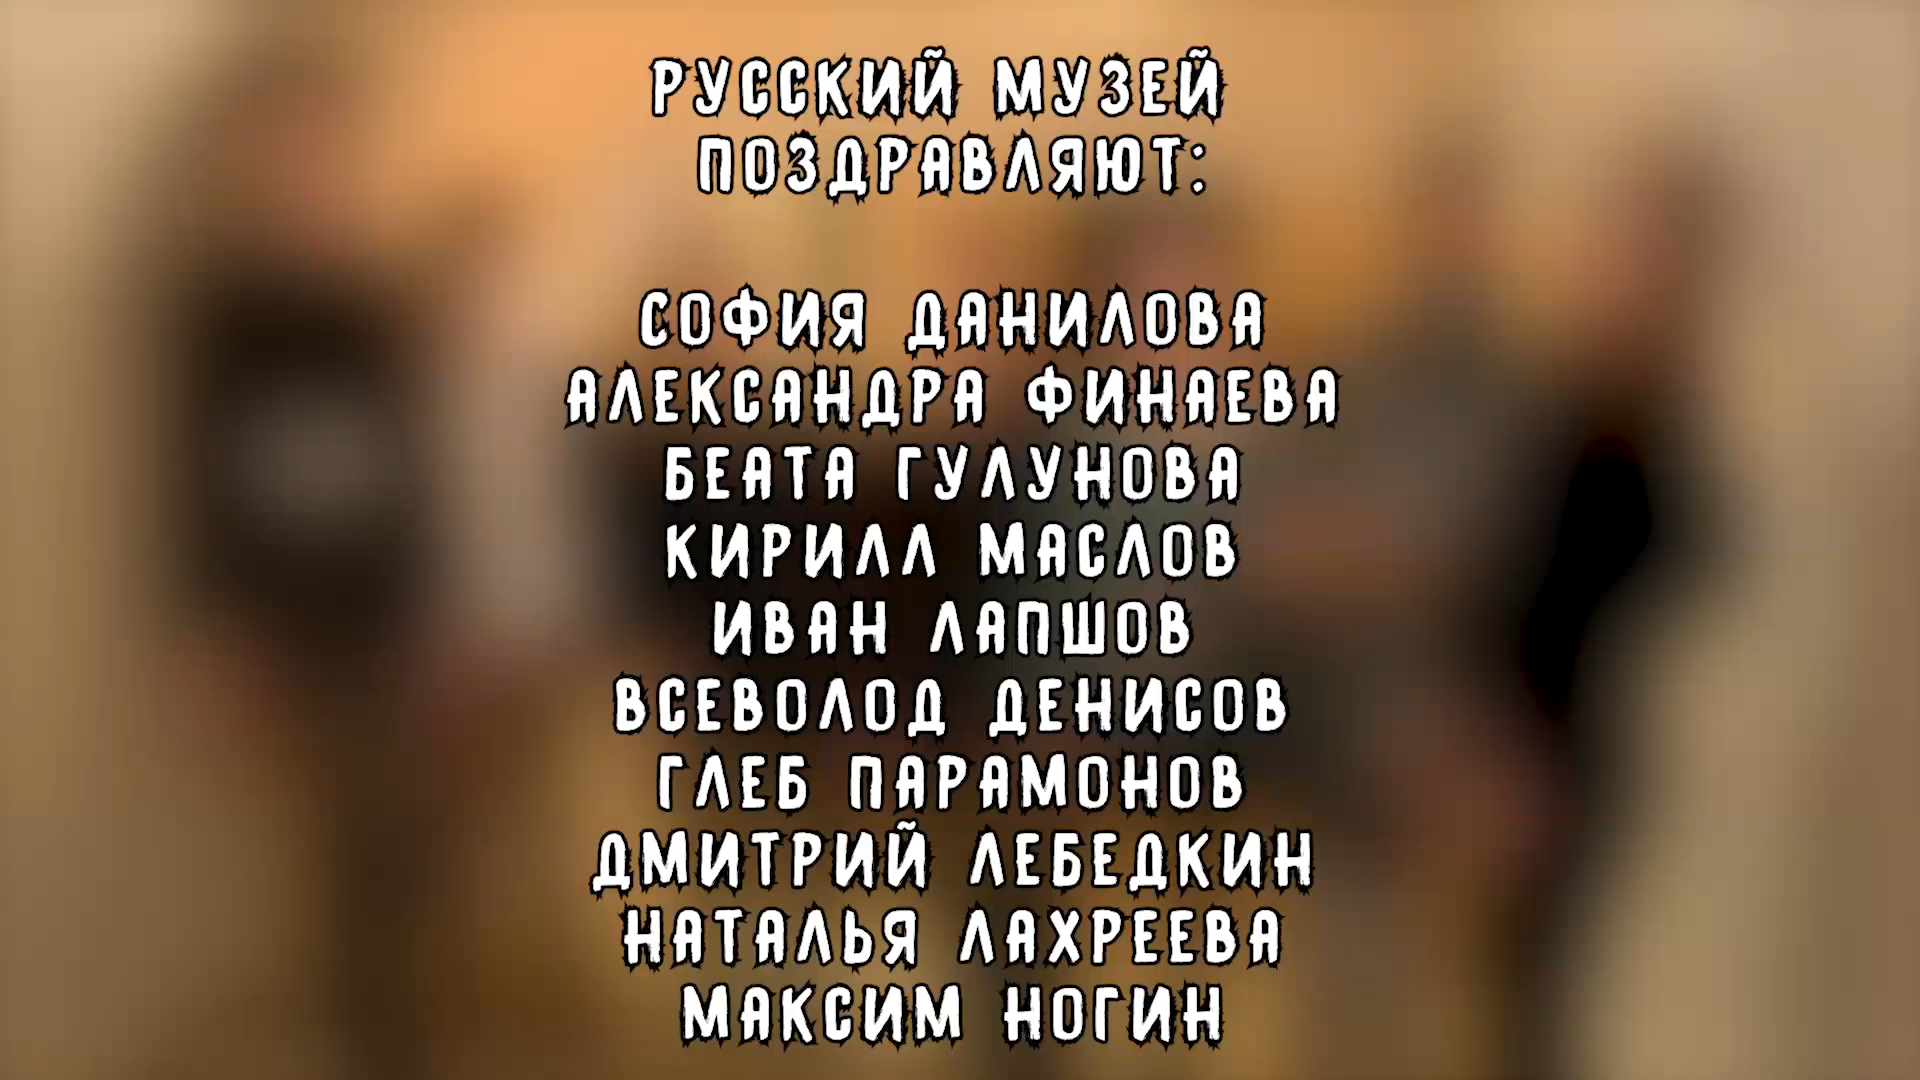 РУССКИЙ МУЗЕЙ
ПОЗДРАВЛЯЮТ:
СОФИЯ ДАНИЛОВА
АЛЕКСАНДРА ФИНАЕВА
БЕАТА ГУЛУНОВА
КИРИЛЛ МАСЛОВ
ИВАН ЛАПШОВ
ВСЕВОЛОД ДЕНИСОВ
ГЛЕБ ПАРАМОНОВ
ДМИТРИЙ ЛЕБЕДКИН
НАТАЛЬЯ ЛАХРЕЕВА
МАКСИМ НОГИН